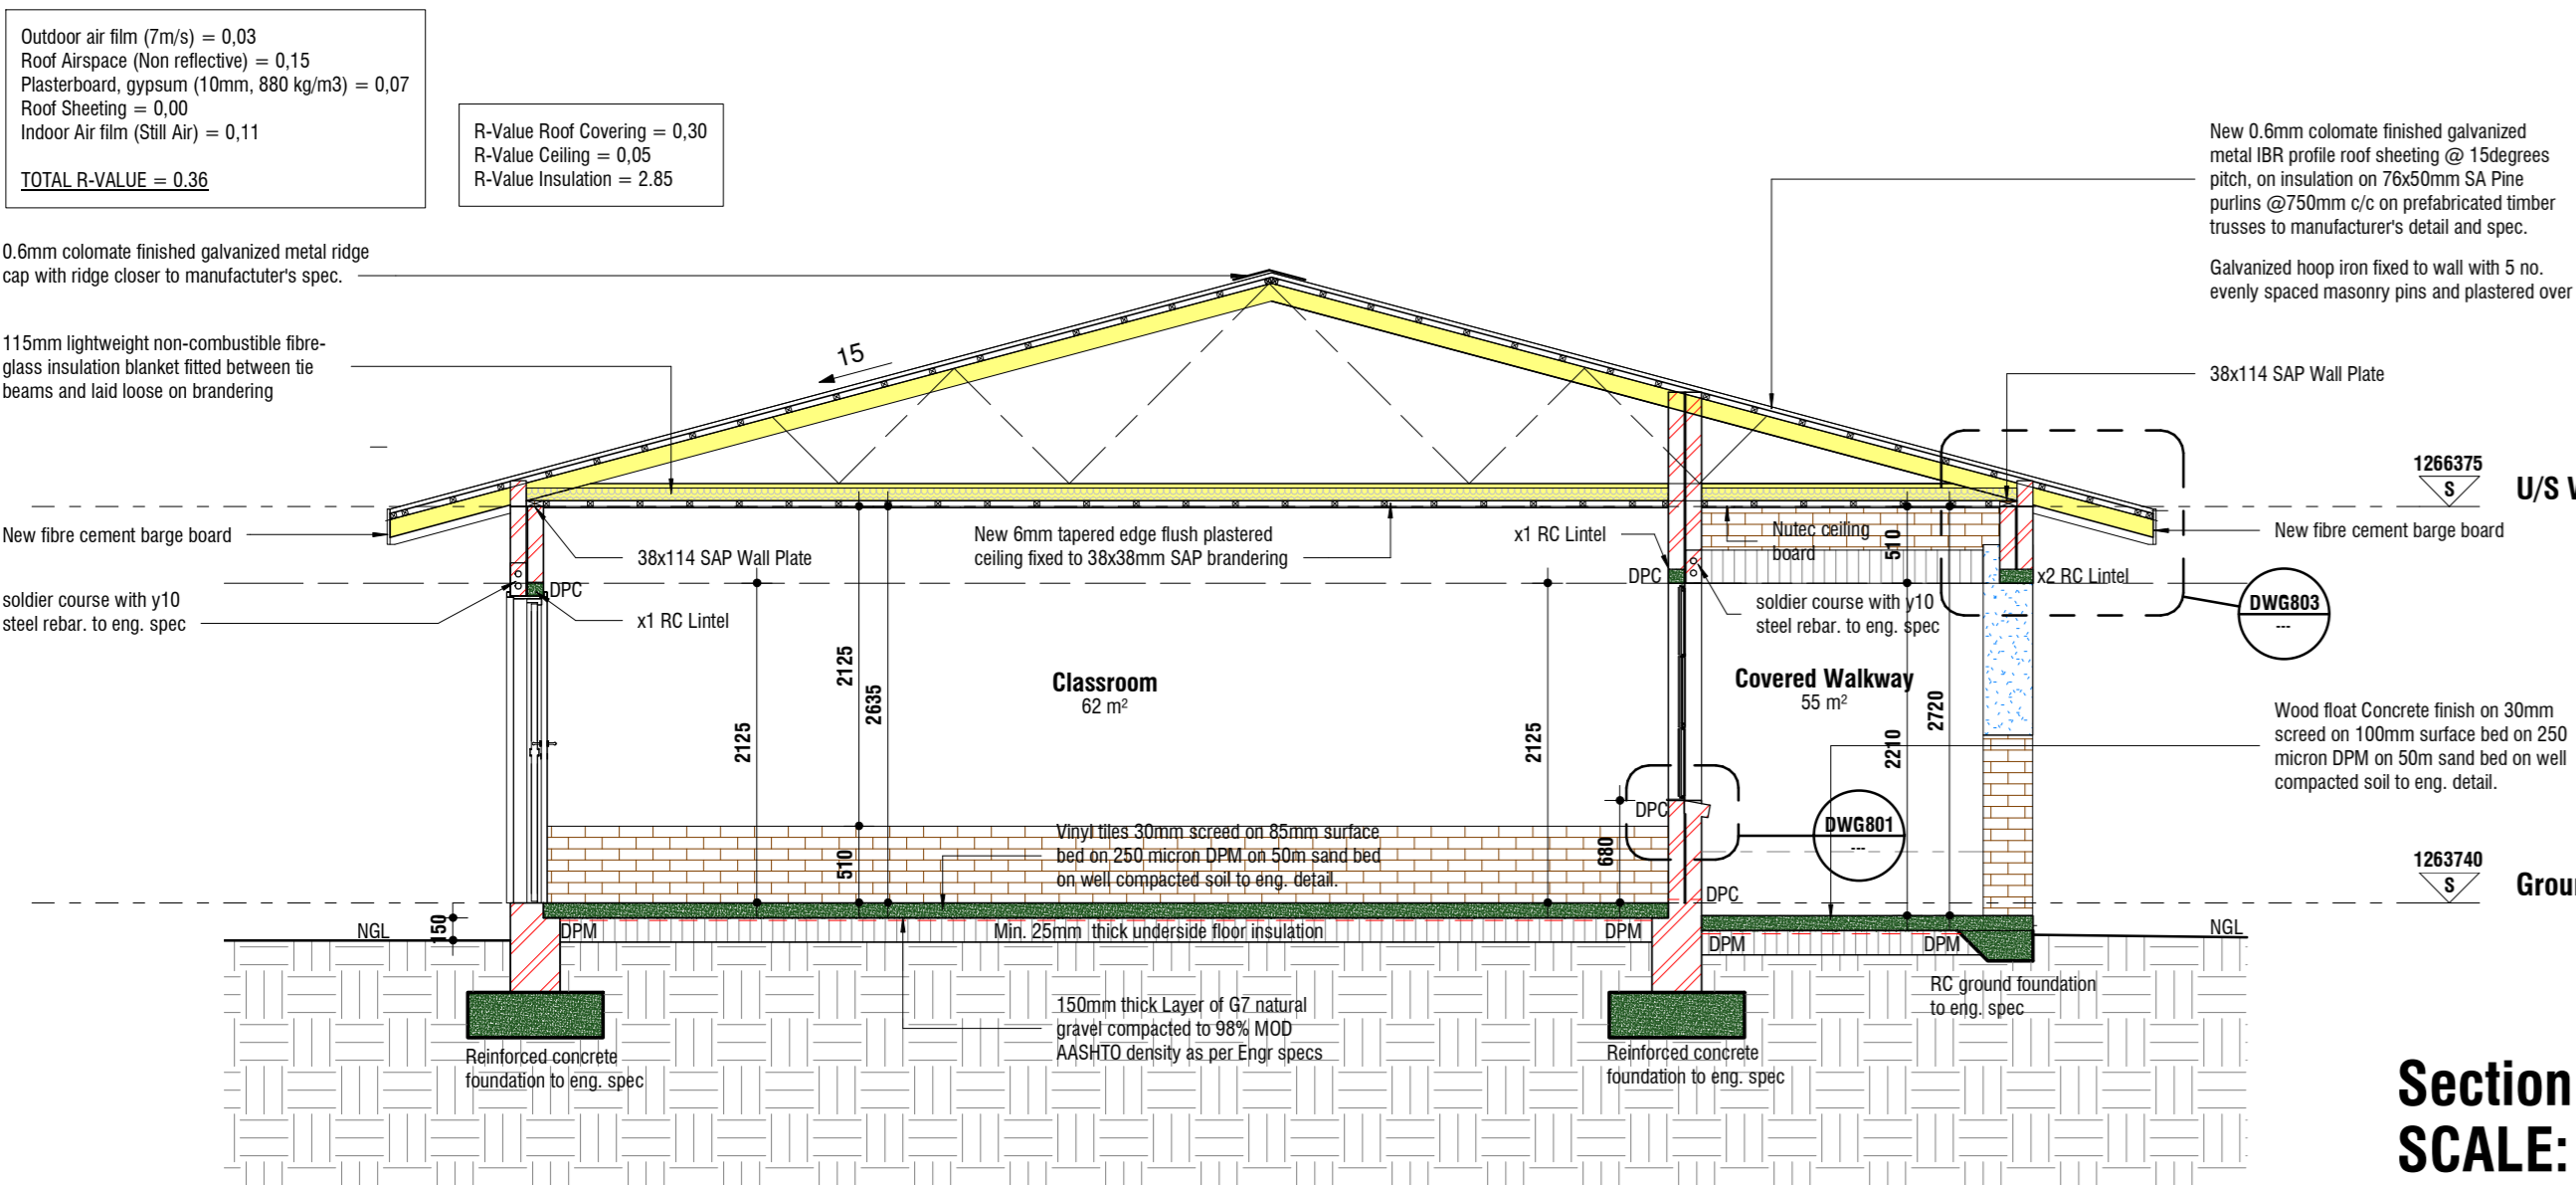 Outdoor air film (7m/s) = 0,03
Roof Airspace (Non reflective) = 0,15
Plasterboard, gypsum (10mm, 880 kg/m3) = 0,07
Roof Sheeting = 0,00
Indoor Air film (Still Air) = 0,11
TOTAL R-VALUE = 0.36
R-Value Roof Covering = 0,30
R-Value Ceiling = 0,05
R-Value Insulation = 2.85
New 0.6mm colomate finished galvanized
metal IBR profile roof sheeting @ 15degrees
pitch, on insulation on 76x50mm SA Pine
purlins @750mm c/c on prefabricated timber
trusses to manufacturer's detail and spec.
Galvanized hoop iron fixed to wall with 5 no.
evenly spaced masonry pins and plastered over
0.6mm colomate finished galvanized metal ridge
cap with ridge closer to manufactuter's spec.
115mm lightweight non-combustible fibre-
glass insulation blanket fitted between tie
beams and laid loose on brandering
15
38x114 SAP Wall Plate
1266375
S
U/S V
New fibre cement barge board
38x114 SAP Wall Plate
New 6mm tapered edge flush plastered
ceiling fixed to 38x38mm SAP brandering
x1 RC Lintel
Nutec ceiling
board
510
New fibre cement barge board
DPC
DPC
x2 RC Lintel
soldier course with y10
steel rebar. to eng. spec
x1 RC Lintel
soldier course with y10
steel rebar. to eng. spec
DWG803
---
Classroom
62 m²
Covered Walkway
55 m²
2125
2125
2635
2125
2210
2720
Wood float Concrete finish on 30mm
screed on 100mm surface bed on 250
micron DPM on 50m sand bed on well
compacted soil to eng. detail.
DPC
DWG801
---
Vinyl tiles 30mm screed on 85mm surface
bed on 250 micron DPM on 50m sand bed
on well compacted soil to eng. detail.
510
680
DPC
1263740
S
Groun
NGL
150
DPM
Min. 25mm thick underside floor insulation
DPM
DPM
DPM
NGL
150mm thick Layer of G7 natural
gravel compacted to 98% MOD
AASHTO density as per Engr specs
RC ground foundation
to eng. spec
Reinforced concrete
foundation to eng. spec
Reinforced concrete
foundation to eng. spec
Section
SCALE: